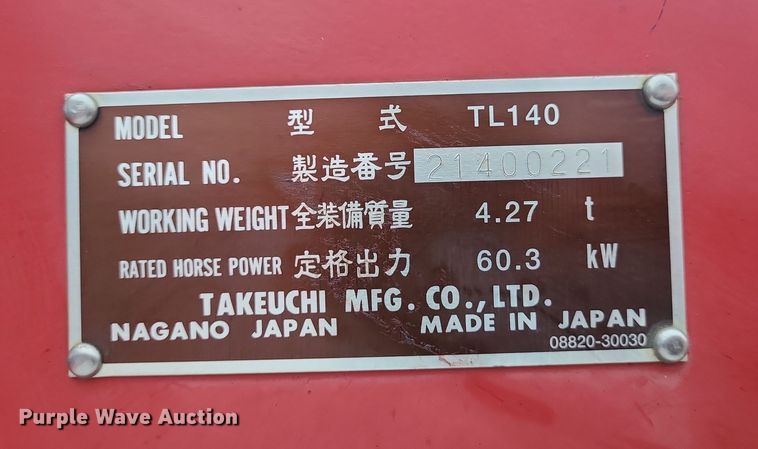 MODEL 型 式 TL140
SERIAL NO. 製造番号 21400221
WORKING WEIGHT 全装備質量 4.27 t
RATED HORSE POWER 定格出力 60.3 kW
TAKEUCHI MFG. CO., LTD.
NAGANO JAPAN MADE IN JAPAN
08820-30030
Purple Wave Auction